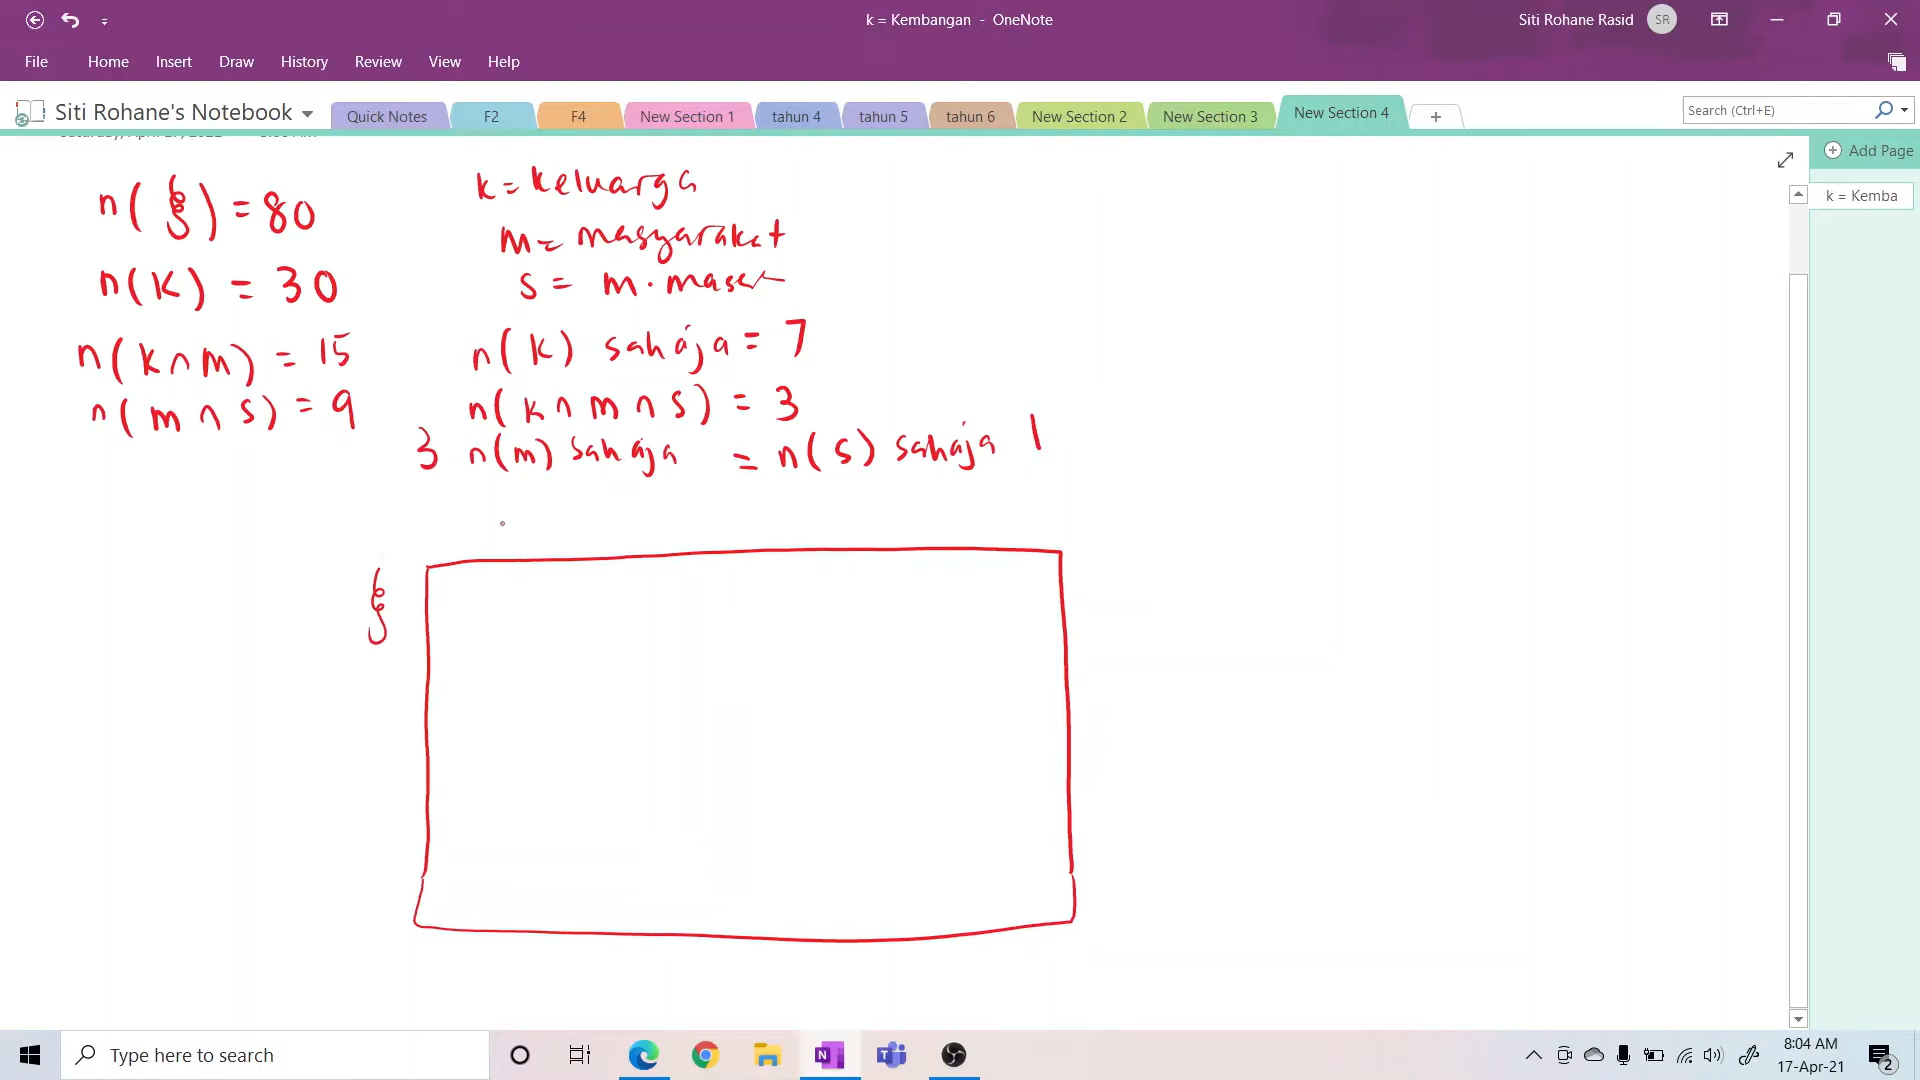 k = Kembangan - OneNote
Siti Rohane Rasid
SR
File Home Insert Draw History Review View Help
Siti Rohane's Notebook
Quick Notes F2 F4 New Section 1 tahun 4 tahun 5 tahun 6 New Section 2 New Section 3 New Section 4 +
Search (Ctrl+E)
Add Page
k = Kemba
n(ξ) = 80
n(K) = 30
n(K ∩ M) = 15
n(M ∩ S) = 9
K = Keluarga
M = Masyarakat
S =
n(K) sahaja = 7
n(K ∩ M ∩ S) = 3
3 n(M) sahaja = n(S) sahaja 1
ξ
Type here to search
8:04 AM
17-Apr-21
2